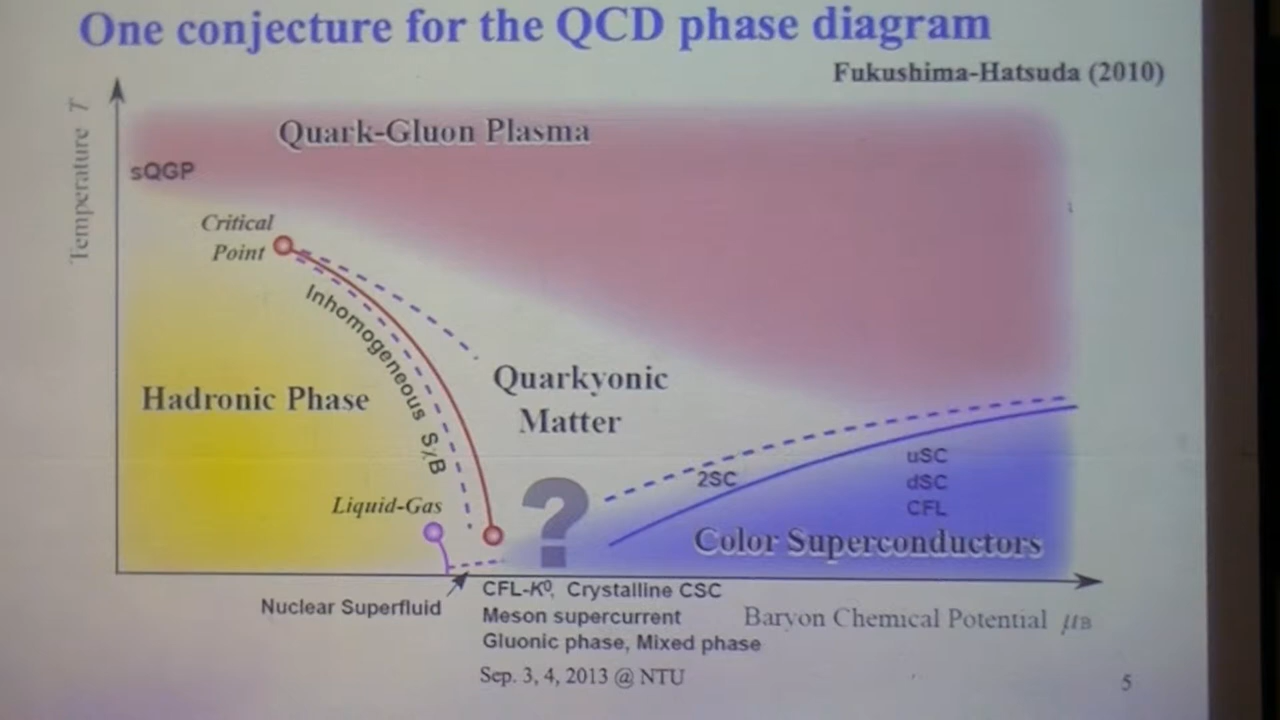 One conjecture for the QCD phase diagram
Fukushima-Hatsuda (2010)
Temperature T
Quark-Gluon Plasma
sQGP
Critical
Point
Inhomogeneous SχB
Quarkyonic
Matter
Hadronic Phase
Liquid-Gas
?
2SC
uSC
dSC
CFL
Color Superconductors
Nuclear Superfluid
CFL-K⁰, Crystalline CSC
Meson supercurrent
Gluonic phase, Mixed phase
Baryon Chemical Potential μB
Sep. 3, 4, 2013 @ NTU
5